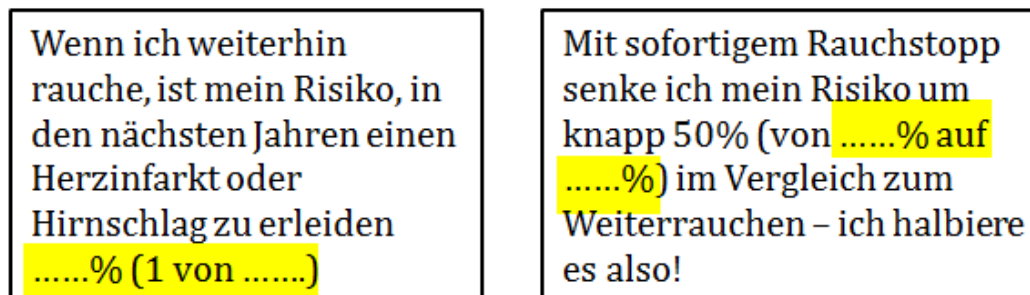 Wenn ich weiterhin
rauche, ist mein Risiko, in
den nächsten Jahren einen
Herzinfarkt oder
Hirnschlag zu erleiden
……% (1 von …….)
Mit sofortigem Rauchstopp
senke ich mein Risiko um
knapp 50% (von ……% auf
……%) im Vergleich zum
Weiterrauchen – ich halbiere
es also!